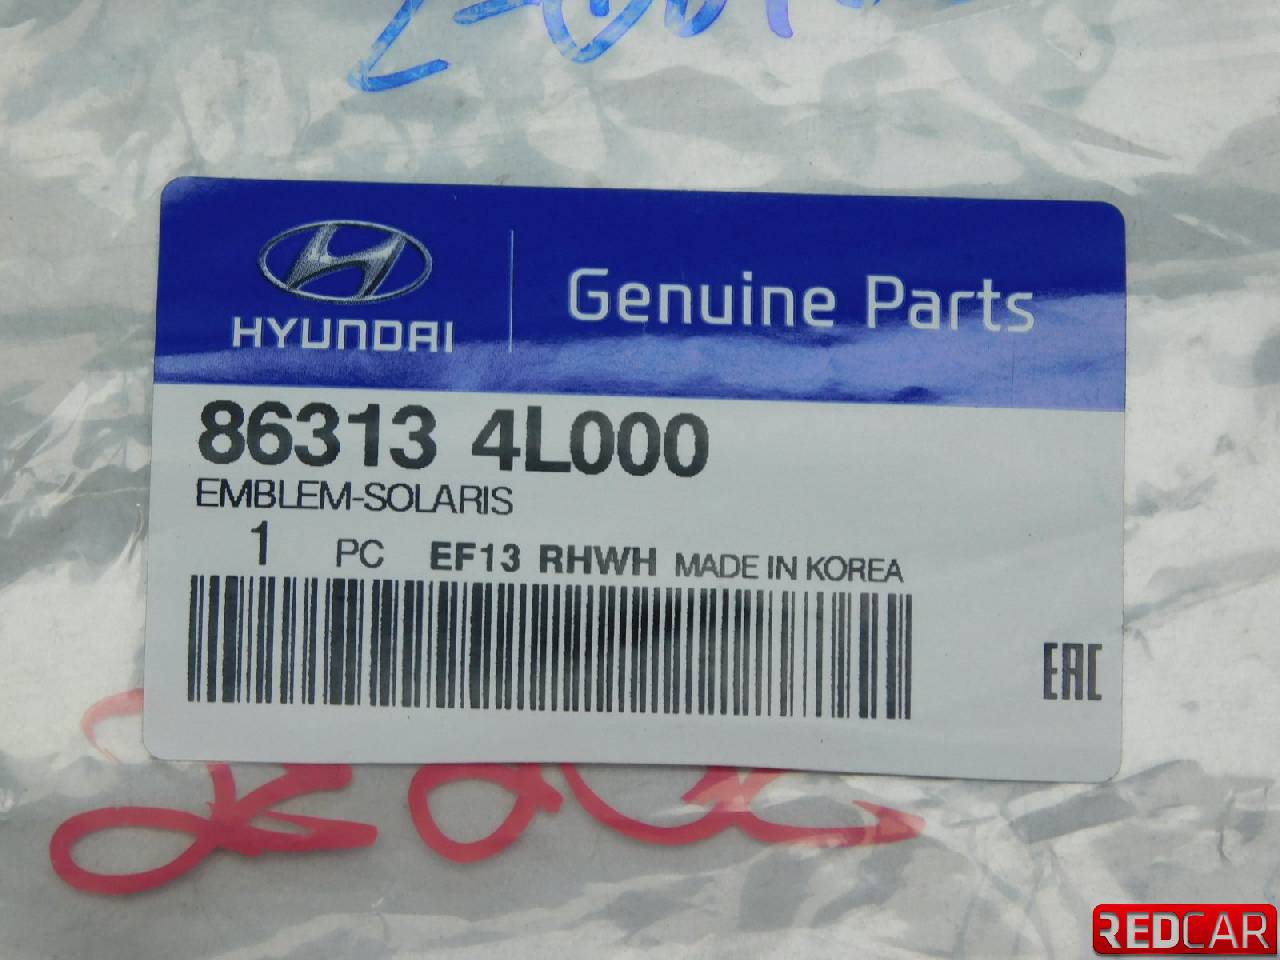 HYUNDAI
Genuine Parts
86313 4L000
EMBLEM-SOLARIS
1 PC EF13 RHWH MADE IN KOREA
EAC
REDCAR